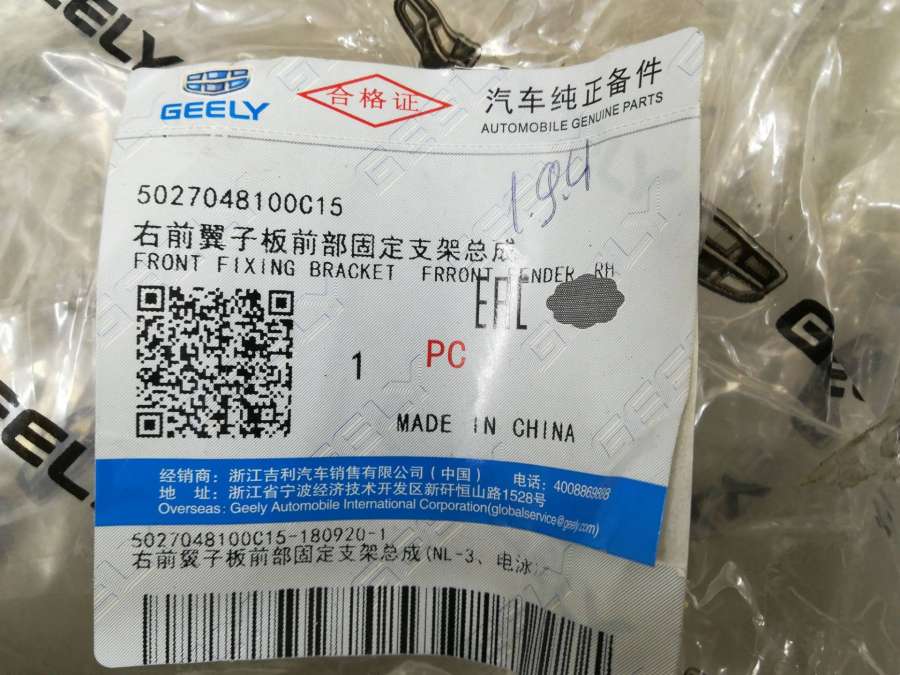 GEELY
合格证
汽车纯正备件
AUTOMOBILE GENUINE PARTS
1.9.4
5027048100C15
右前翼子板前部固定支架总成
FRONT FIXING BRACKET FRRONT FENDER RH
EAC
1 PC
MADE IN CHINA
经销商：浙江吉利汽车销售有限公司（中国） 电话：4008869888
地 址：浙江省宁波经济技术开发区新矸恒山路1528号
Overseas: Geely Automobile International Corporation(globalservice@geely.com)
5027048100C15-180920-1
右前翼子板前部固定支架总成(NL-3、电泳
GEELY
GEELY
GEELY